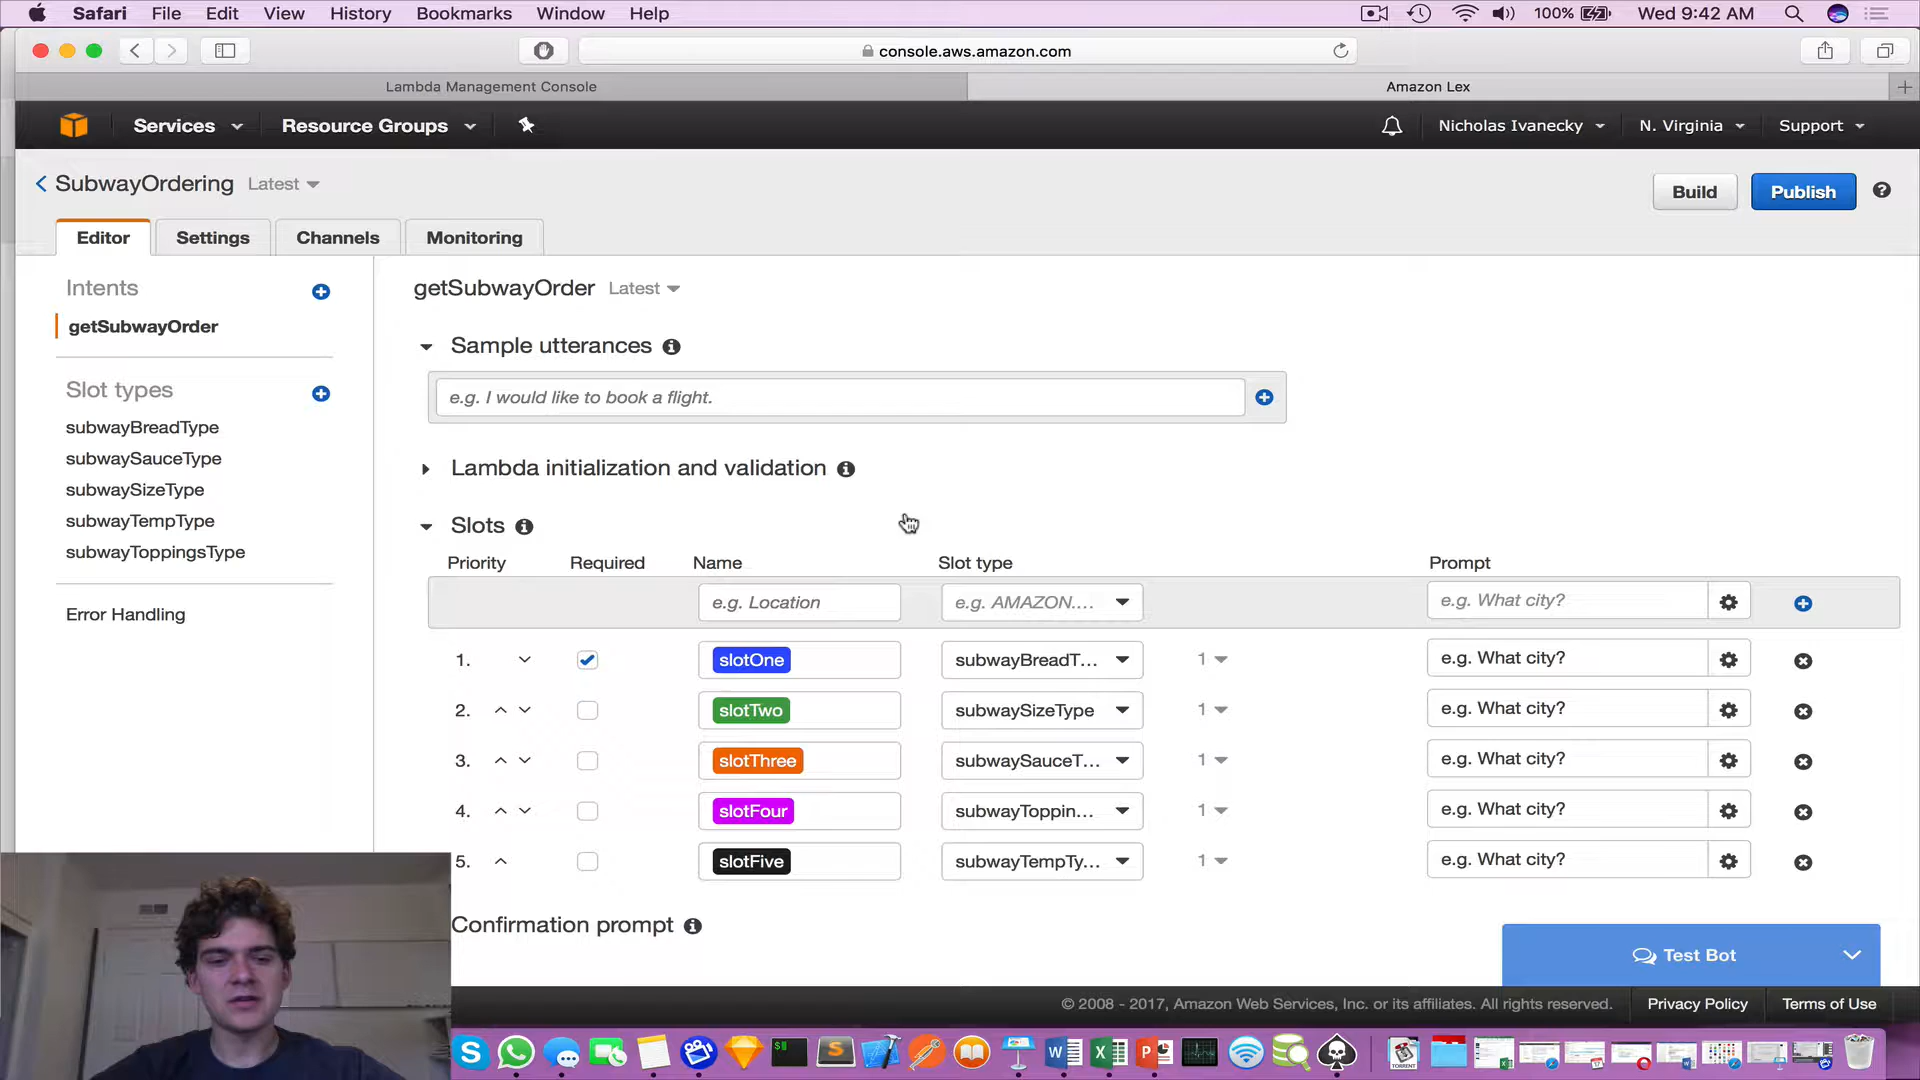 Safari File Edit View History Bookmarks Window Help 100% Wed 9:42 AM
console.aws.amazon.com
Lambda Management Console Amazon Lex
Services Resource Groups Nicholas Ivanecky N. Virginia Support
SubwayOrdering Latest Build Publish
Editor Settings Channels Monitoring
Intents
getSubwayOrder
Slot types
subwayBreadType
subwaySauceType
subwaySizeType
subwayTempType
subwayToppingsType
Error Handling
getSubwayOrder Latest
Sample utterances
e.g. I would like to book a flight.
Lambda initialization and validation
Slots
Priority Required Name Slot type Prompt
e.g. Location e.g. AMAZON.... e.g. What city?
1. slotOne subwayBreadT... 1 e.g. What city?
2. slotTwo subwaySizeType 1 e.g. What city?
3. slotThree subwaySauceT... 1 e.g. What city?
4. slotFour subwayToppin... 1 e.g. What city?
5. slotFive subwayTempTy... 1 e.g. What city?
Confirmation prompt
Test Bot
© 2008 - 2017, Amazon Web Services, Inc. or its affiliates. All rights reserved. Privacy Policy Terms of Use